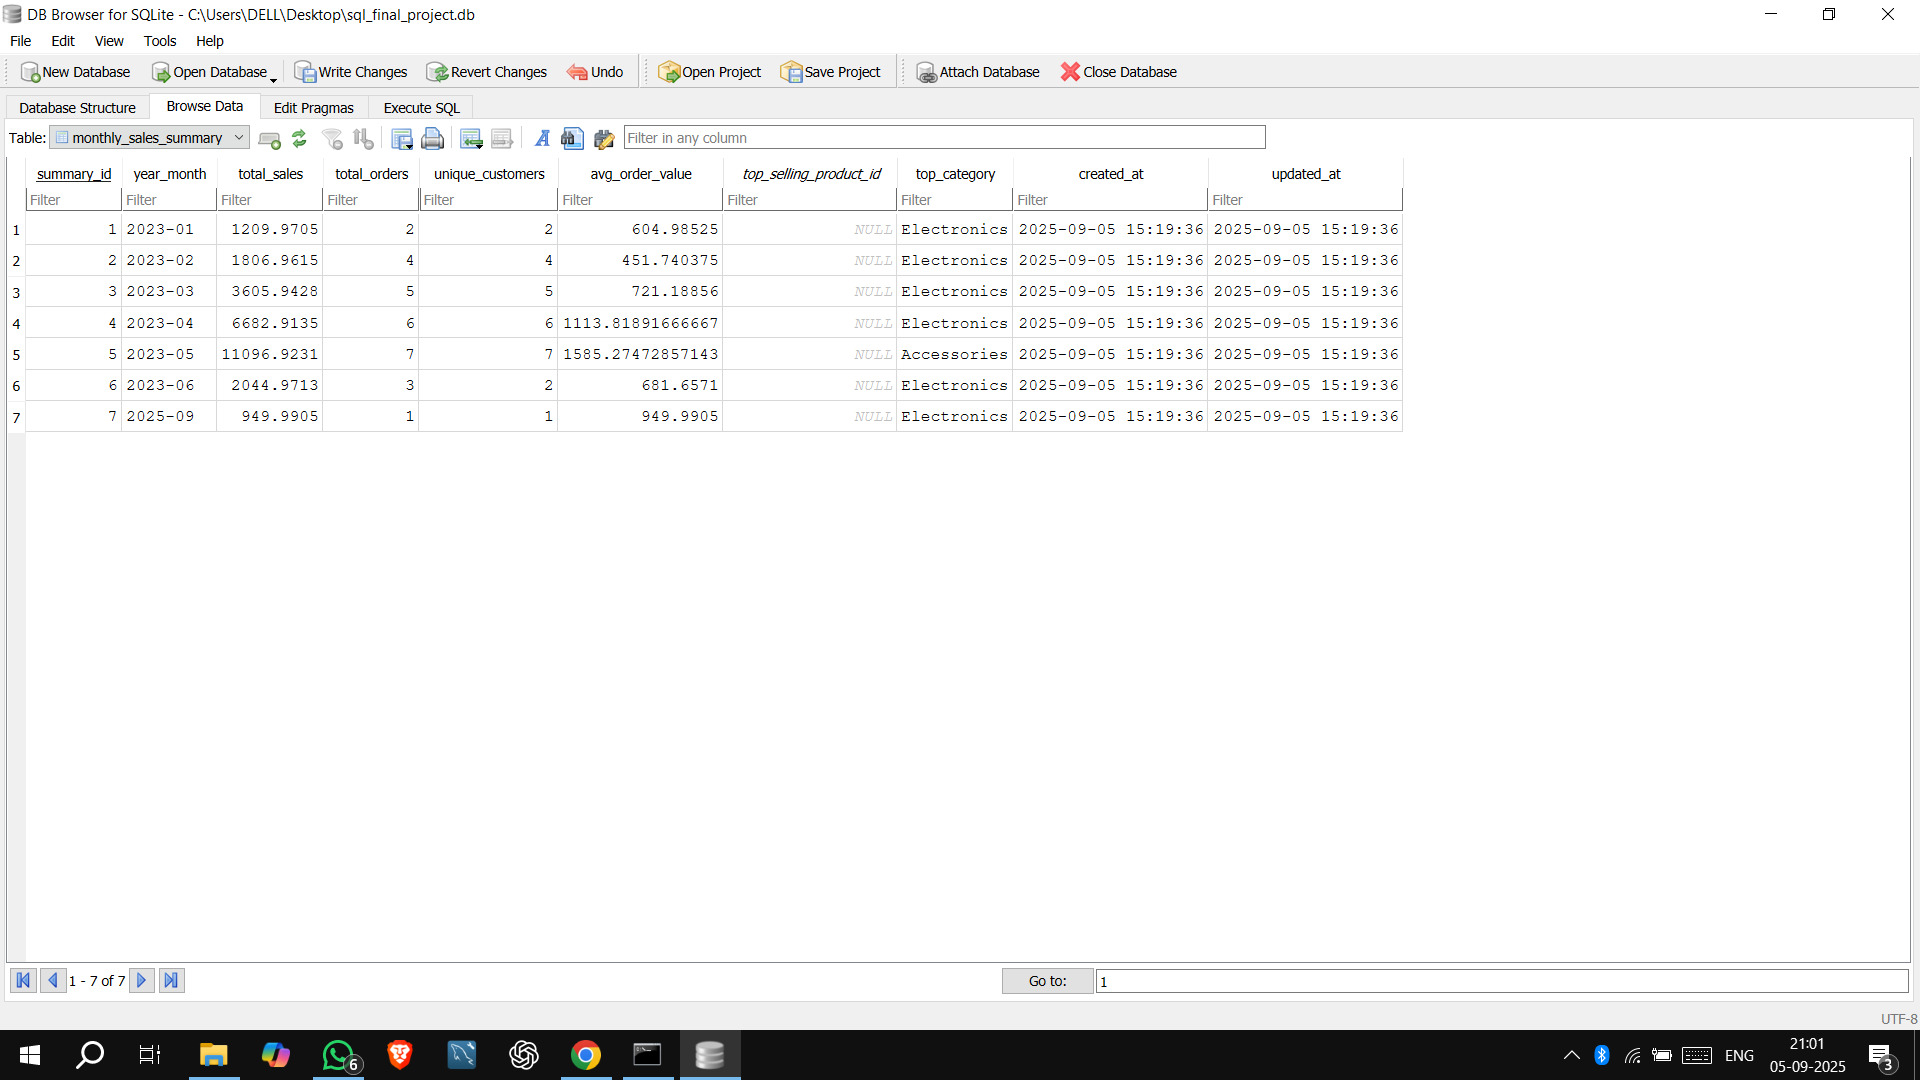 DB Browser for SQLite - C:\Users\DELL\Desktop\sql_final_project.db
File Edit View Tools Help
New Database Open Database Write Changes Revert Changes Undo Open Project Save Project Attach Database Close Database
Database Structure Browse Data Edit Pragmas Execute SQL
Table: monthly_sales_summary Filter in any column
summary_id year_month total_sales total_orders unique_customers avg_order_value top_selling_product_id top_category created_at updated_at
Filter Filter Filter Filter Filter Filter Filter Filter Filter Filter
1 1 2023-01 1209.9705 2 2 604.98525 NULL Electronics 2025-09-05 15:19:36 2025-09-05 15:19:36
2 2 2023-02 1806.9615 4 4 451.740375 NULL Electronics 2025-09-05 15:19:36 2025-09-05 15:19:36
3 3 2023-03 3605.9428 5 5 721.18856 NULL Electronics 2025-09-05 15:19:36 2025-09-05 15:19:36
4 4 2023-04 6682.9135 6 6 1113.81891666667 NULL Electronics 2025-09-05 15:19:36 2025-09-05 15:19:36
5 5 2023-05 11096.9231 7 7 1585.27472857143 NULL Accessories 2025-09-05 15:19:36 2025-09-05 15:19:36
6 6 2023-06 2044.9713 3 2 681.6571 NULL Electronics 2025-09-05 15:19:36 2025-09-05 15:19:36
7 7 2025-09 949.9905 1 1 949.9905 NULL Electronics 2025-09-05 15:19:36 2025-09-05 15:19:36
1 - 7 of 7 Go to: 1
UTF-8
6 ENG 21:01 3
05-09-2025